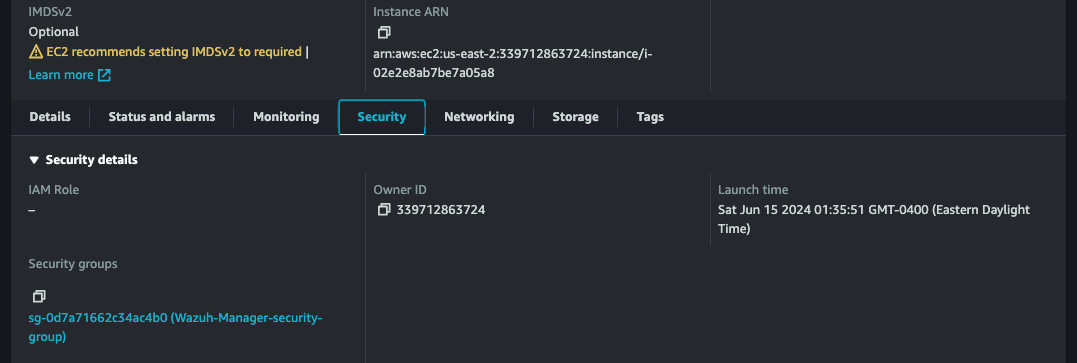 IMDSv2
Optional
EC2 recommends setting IMDSv2 to required |
Learn more
Instance ARN
arn:aws:ec2:us-east-2:339712863724:instance/i-
02e2e8ab7be7a05a8
Details Status and alarms Monitoring Security Networking Storage Tags
Security details
IAM Role
–
Owner ID
339712863724
Launch time
Sat Jun 15 2024 01:35:51 GMT-0400 (Eastern Daylight
Time)
Security groups
sg-0d7a71662c34ac4b0 (Wazuh-Manager-security-
group)